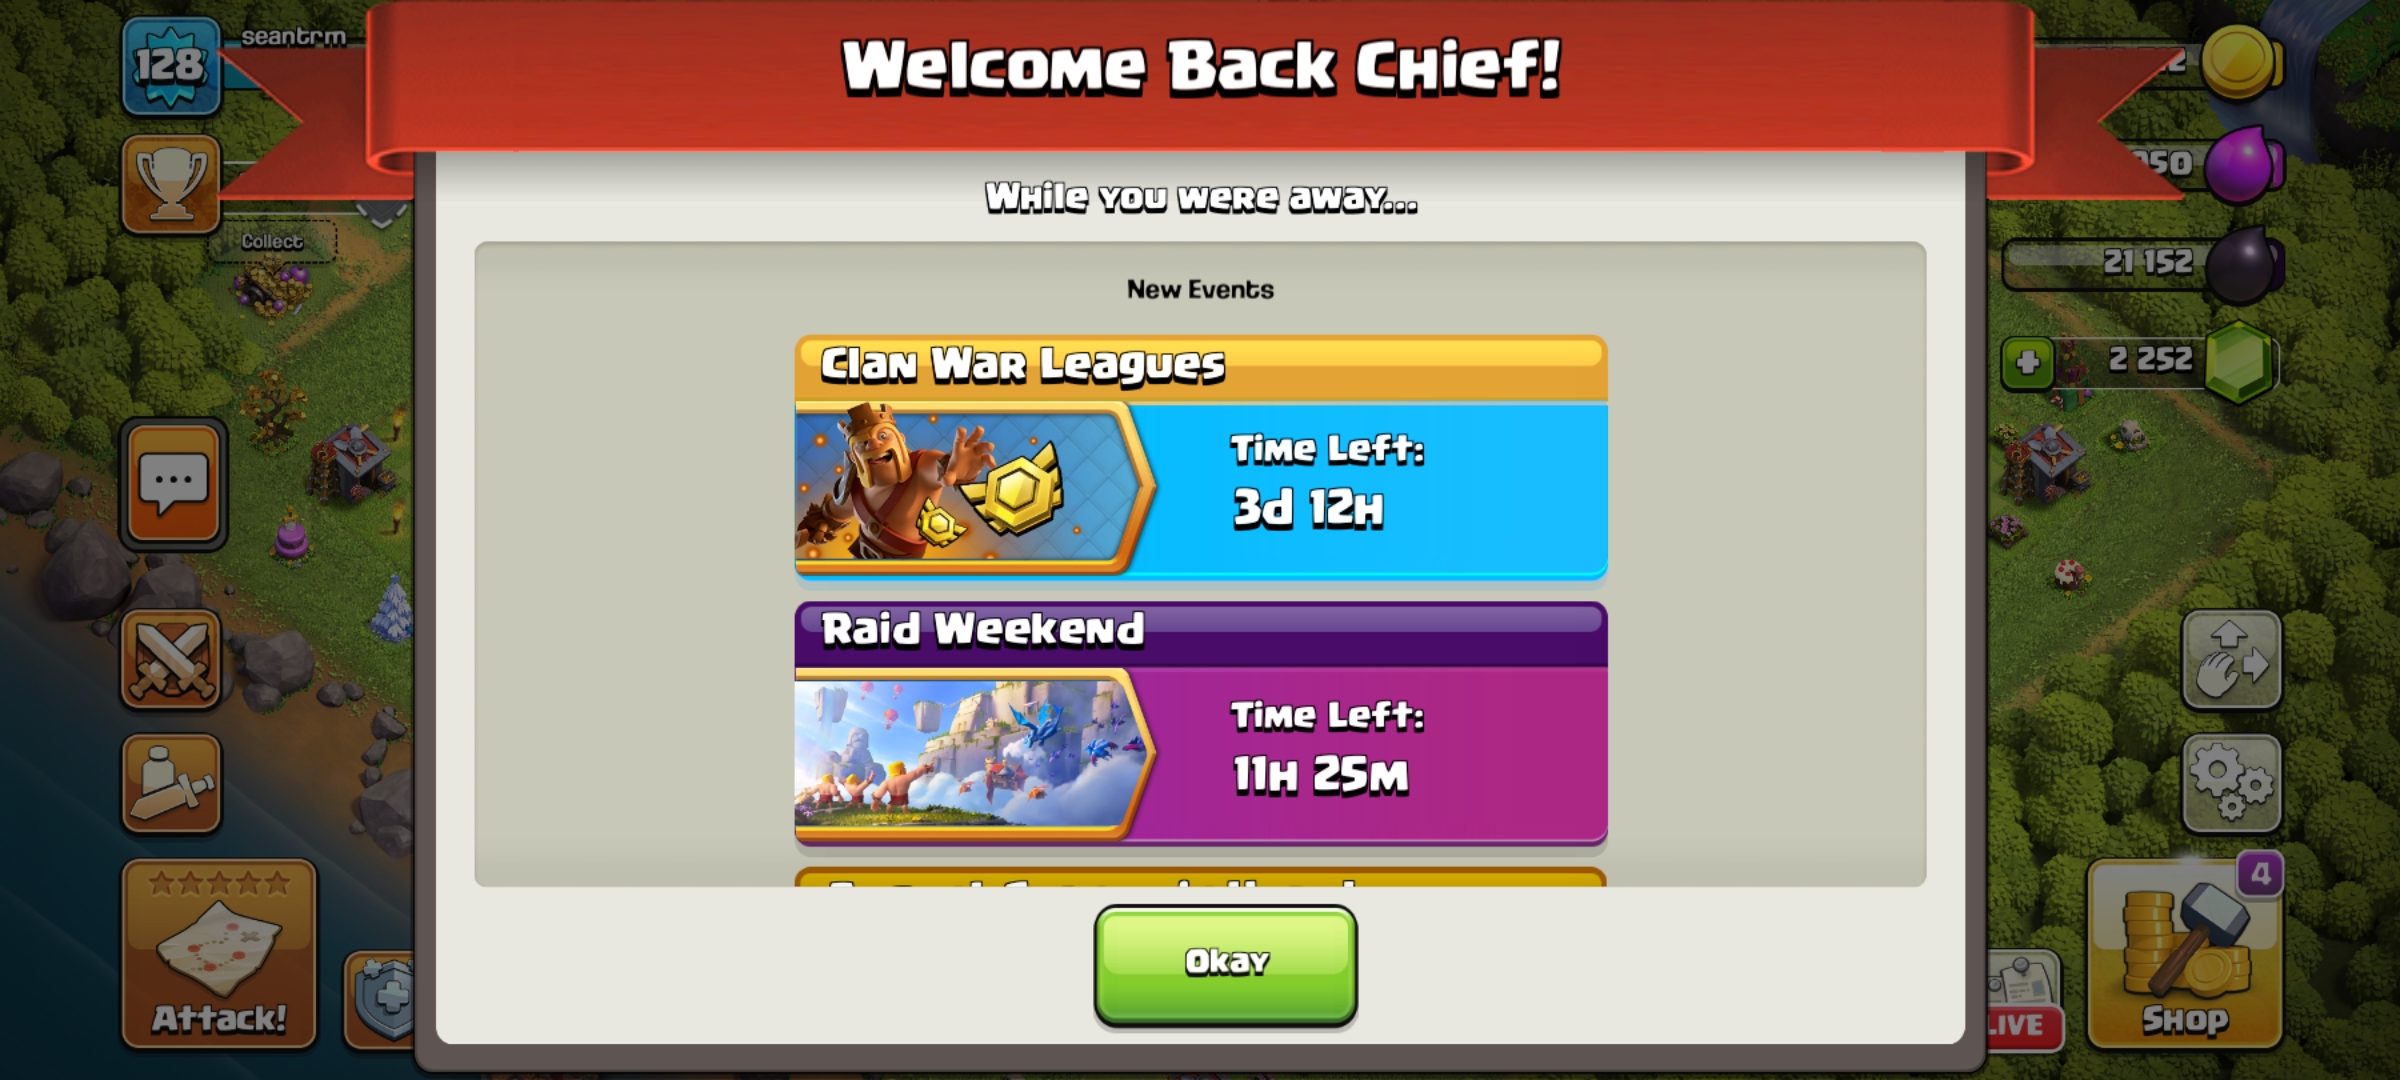 128
seantrm
Welcome Back Chief!
While you were away...
Collect
New Events
Clan War Leagues
Time Left:
3d 12H
Raid Weekend
Time Left:
11H 25M
Okay
21 152
2 252
Attack!
4
Shop
LIVE